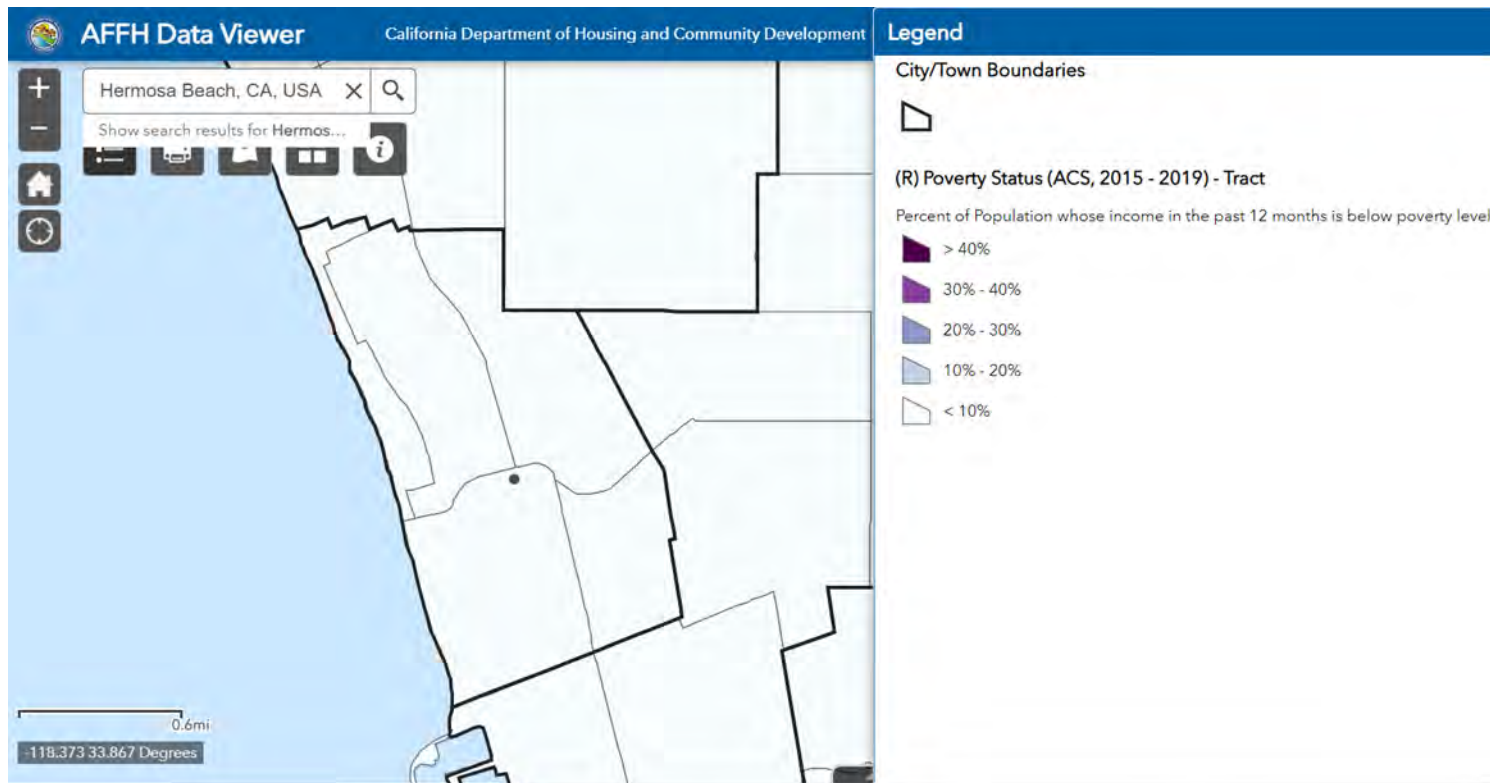 AFFH Data Viewer
California Department of Housing and Community Development
Legend
+
Hermosa Beach, CA, USA
Show search results for Hermos...
−
City/Town Boundaries
(R) Poverty Status (ACS, 2015 - 2019) - Tract
Percent of Population whose income in the past 12 months is below poverty level
> 40%
30% - 40%
20% - 30%
10% - 20%
< 10%
0.6mi
-118.373 33.867 Degrees